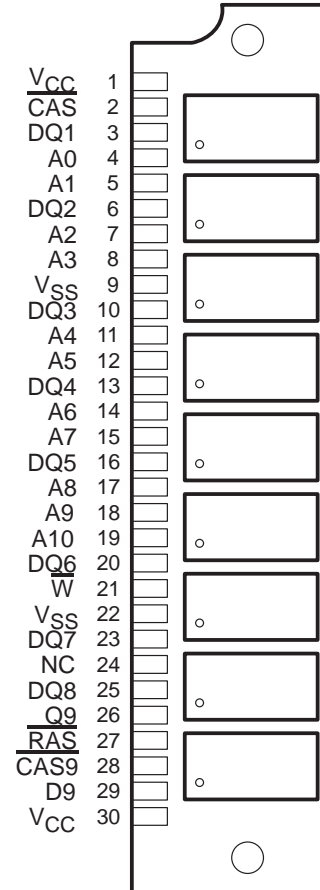 VCC 1
CAS 2
DQ1 3
A0 4
A1 5
DQ2 6
A2 7
A3 8
VSS 9
DQ3 10
A4 11
A5 12
DQ4 13
A6 14
A7 15
DQ5 16
A8 17
A9 18
A10 19
DQ6 20
W 21
VSS 22
DQ7 23
NC 24
DQ8 25
Q9 26
RAS 27
CAS9 28
D9 29
VCC 30